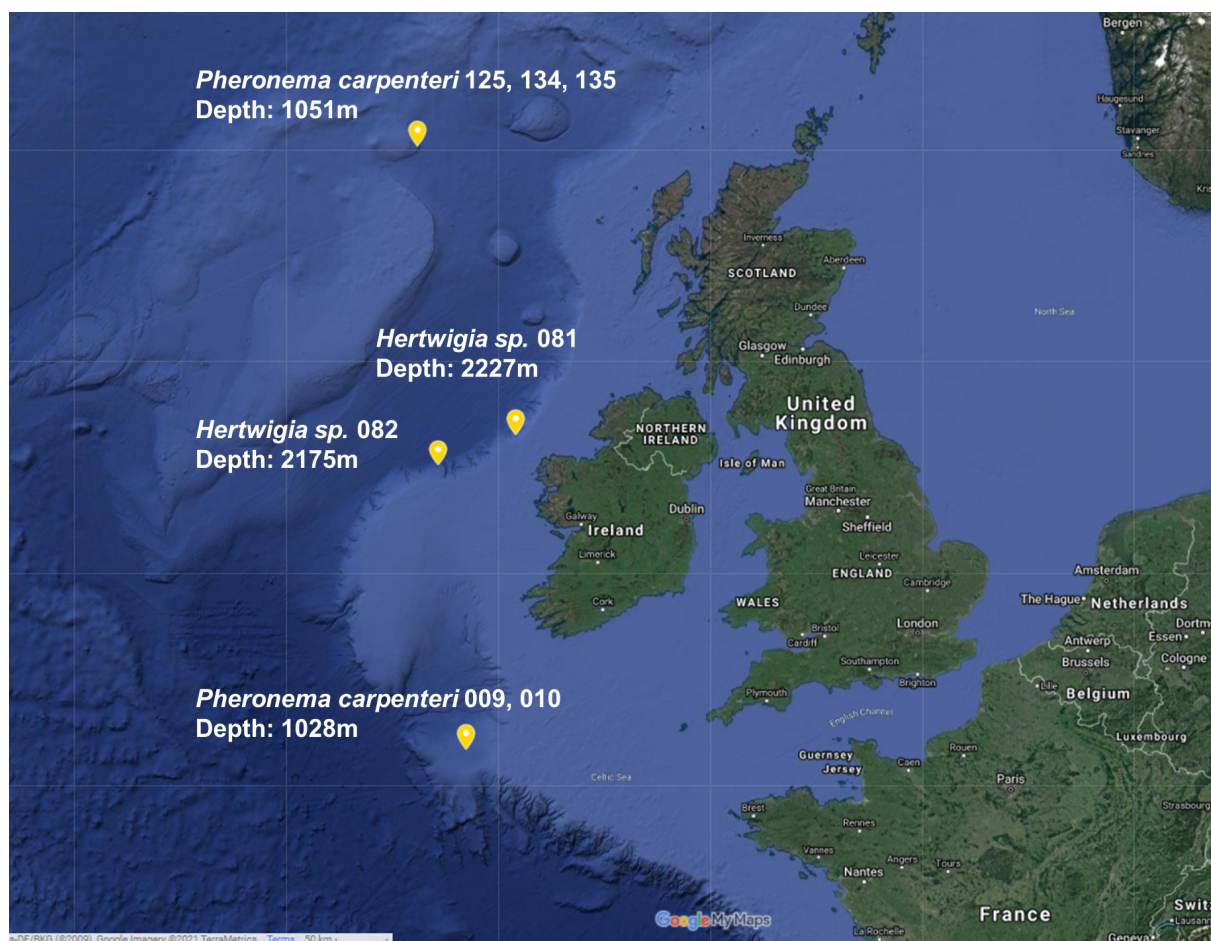 Bergen
Pheronema carpenteri 125, 134, 135
Depth: 1051m
Haugesund
Stavanger
Sandnes
Inverness
Aberdeen
SCOTLAND
Dundee
North Sea
Hertwigia sp. 081
Depth: 2227m
Glasgow
Edinburgh
United
Kingdom
Hertwigia sp. 082
Depth: 2175m
NORTHERN
IRELAND
Isle of Man
Great Britain
Manchester
Galway
Dublin
Ireland
Sheffield
Limerick
Leicester
ENGLAND
Cambridge
Amsterdam
Cork
WALES
The Hague
Netherlands
London
Bristol
Cardiff
Essen
Antwerp
Brussels
Cologne
Southampton
Brighton
Lille
Belgium
Plymouth
Pheronema carpenteri 009, 010
Depth: 1028m
English Channel
Luxembourg
Guernsey
Jersey
Caen
Rouen
Paris
Celtic Sea
Brest
Strasbourg
Rennes
Vannes
Angers
Tours
Nantes
France
Google My Maps
La Rochelle
Geneva
(©2009), Google Imagery ©2021 TerraMetrics Terms 50 km